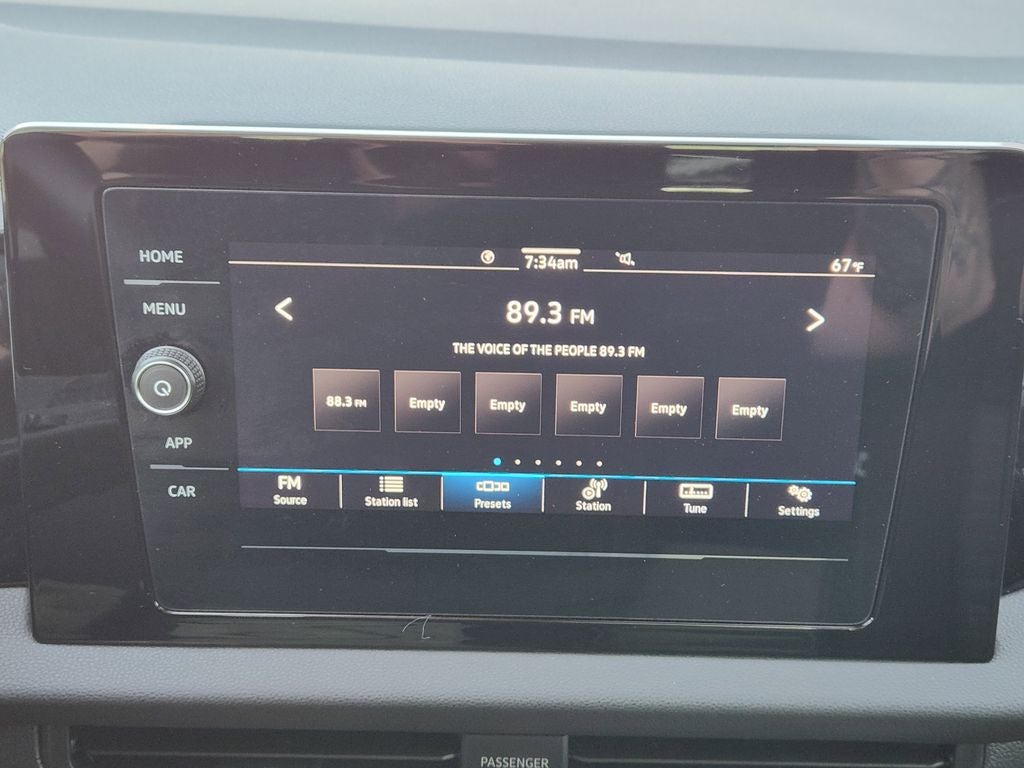 HOME
MENU
APP
CAR
7:34am
67°F
< 89.3 FM >
THE VOICE OF THE PEOPLE 89.3 FM
88.3 FM Empty Empty Empty Empty Empty
FM Source Station list Presets Station Tune Settings
PASSENGER